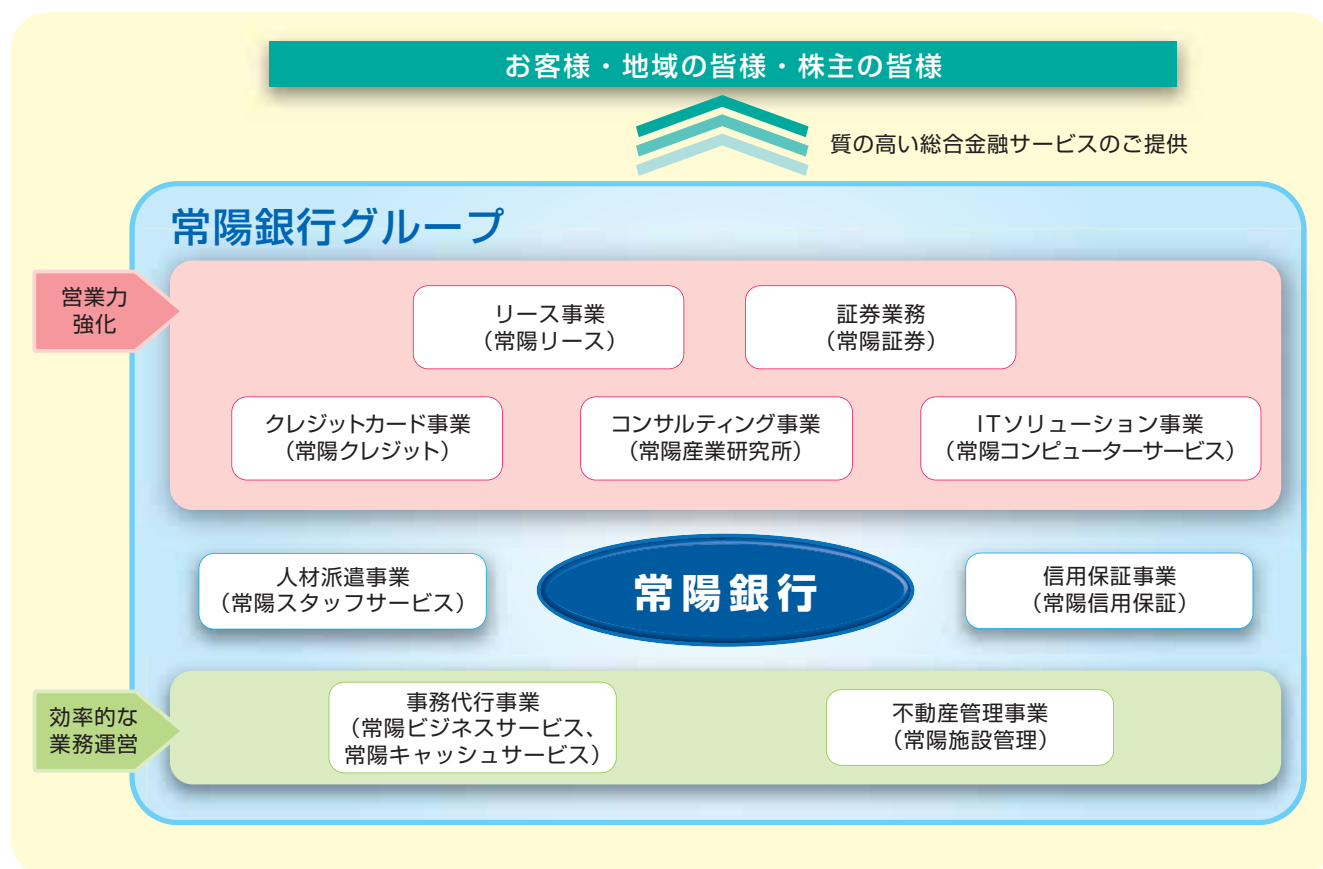 お客様・地域の皆様・株主の皆様
質の高い総合金融サービスのご提供
常陽銀行グループ
営業力
強化
リース事業
（常陽リース）
証券業務
（常陽証券）
クレジットカード事業
（常陽クレジット）
コンサルティング事業
（常陽産業研究所）
ITソリューション事業
（常陽コンピューターサービス）
人材派遣事業
（常陽スタッフサービス）
常陽銀行
信用保証事業
（常陽信用保証）
効率的な
業務運営
事務代行事業
（常陽ビジネスサービス、
常陽キャッシュサービス）
不動産管理事業
（常陽施設管理）